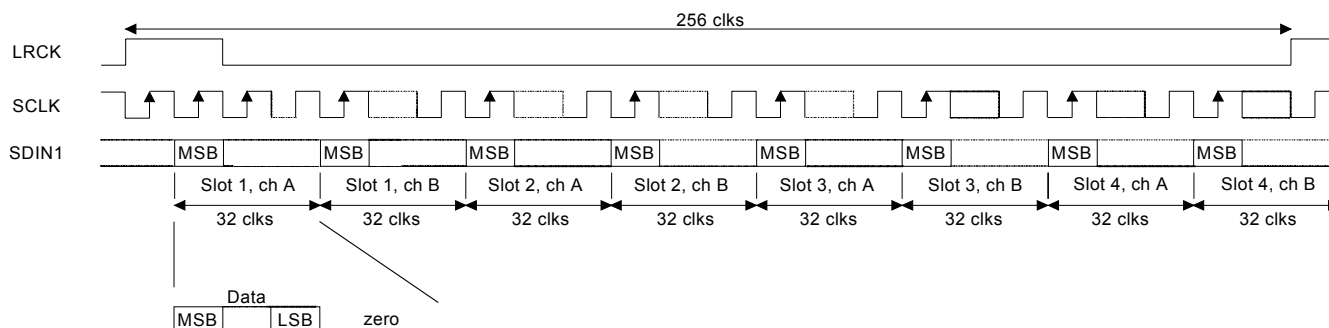 256 clks
LRCK
SCLK
SDIN1
MSB MSB MSB MSB MSB MSB MSB MSB
Slot 1, ch A Slot 1, ch B Slot 2, ch A Slot 2, ch B Slot 3, ch A Slot 3, ch B Slot 4, ch A Slot 4, ch B
32 clks 32 clks 32 clks 32 clks 32 clks 32 clks 32 clks 32 clks
Data
MSB LSB zero